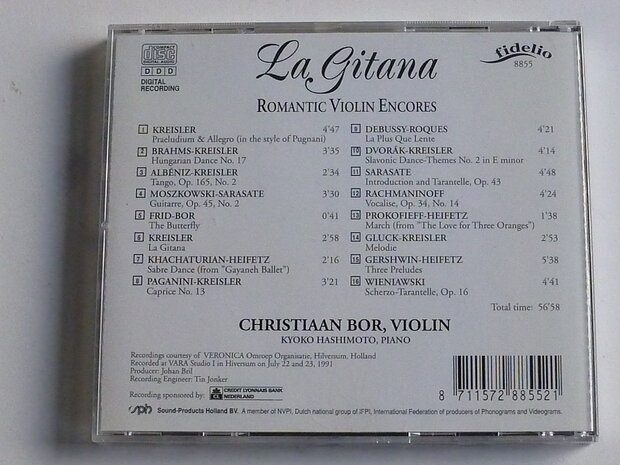 COMPACT
disc
DIGITAL AUDIO
D D D
DIGITAL
RECORDING
La Gitana
ROMANTIC VIOLIN ENCORES
fidelio
8855
1 KREISLER 4'47
Praeludium & Allegro (in the style of Pugnani)
2 BRAHMS-KREISLER 3'35
Hungarian Dance No. 17
3 ALBÉNIZ-KREISLER 2'34
Tango, Op. 165, No. 2
4 MOSZKOWSKI-SARASATE 3'30
Guitarre, Op. 45, No. 2
5 FRID-BOR 0'41
The Butterfly
6 KREISLER 2'58
La Gitana
7 KHACHATURIAN-HEIFETZ 2'16
Sabre Dance (from "Gayaneh Ballet")
8 PAGANINI-KREISLER 3'21
Caprice No. 13
9 DEBUSSY-ROQUES 4'21
La Plus Que Lente
10 DVORÁK-KREISLER 4'14
Slavonic Dance-Themes No. 2 in E minor
11 SARASATE 4'48
Introduction and Tarantelle, Op. 43
12 RACHMANINOFF 4'24
Vocalise, Op. 34, No. 14
13 PROKOFIEFF-HEIFETZ 1'38
March (from "The Love for Three Oranges")
14 GLUCK-KREISLER 2'53
Melodie
15 GERSHWIN-HEIFETZ 5'38
Three Preludes
16 WIENIAWSKI 4'41
Scherzo-Tarantelle, Op. 16
Total time: 56'58
CHRISTIAAN BOR, VIOLIN
KYOKO HASHIMOTO, PIANO
Recordings courtesy of VERONICA Omroep Organisatie, Hilversum, Holland
Recorded at VARA Studio I in Hiversum on July 22 and 23, 1991
Producer: Johan Bril
Recording Engineer: Tin Jonker
Recording sponsored by: CL CREDIT LYONNAIS BANK
NEDERLAND
sph Sound-Products Holland BV. A member of NVPI, Dutch national group of IFPI, International Federation of producers of Phonograms and Videograms.
8 711572 885521